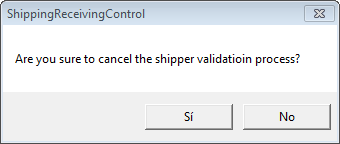 ShippingReceivingControl
Are you sure to cancel the shipper validatioin process?
Sí
No